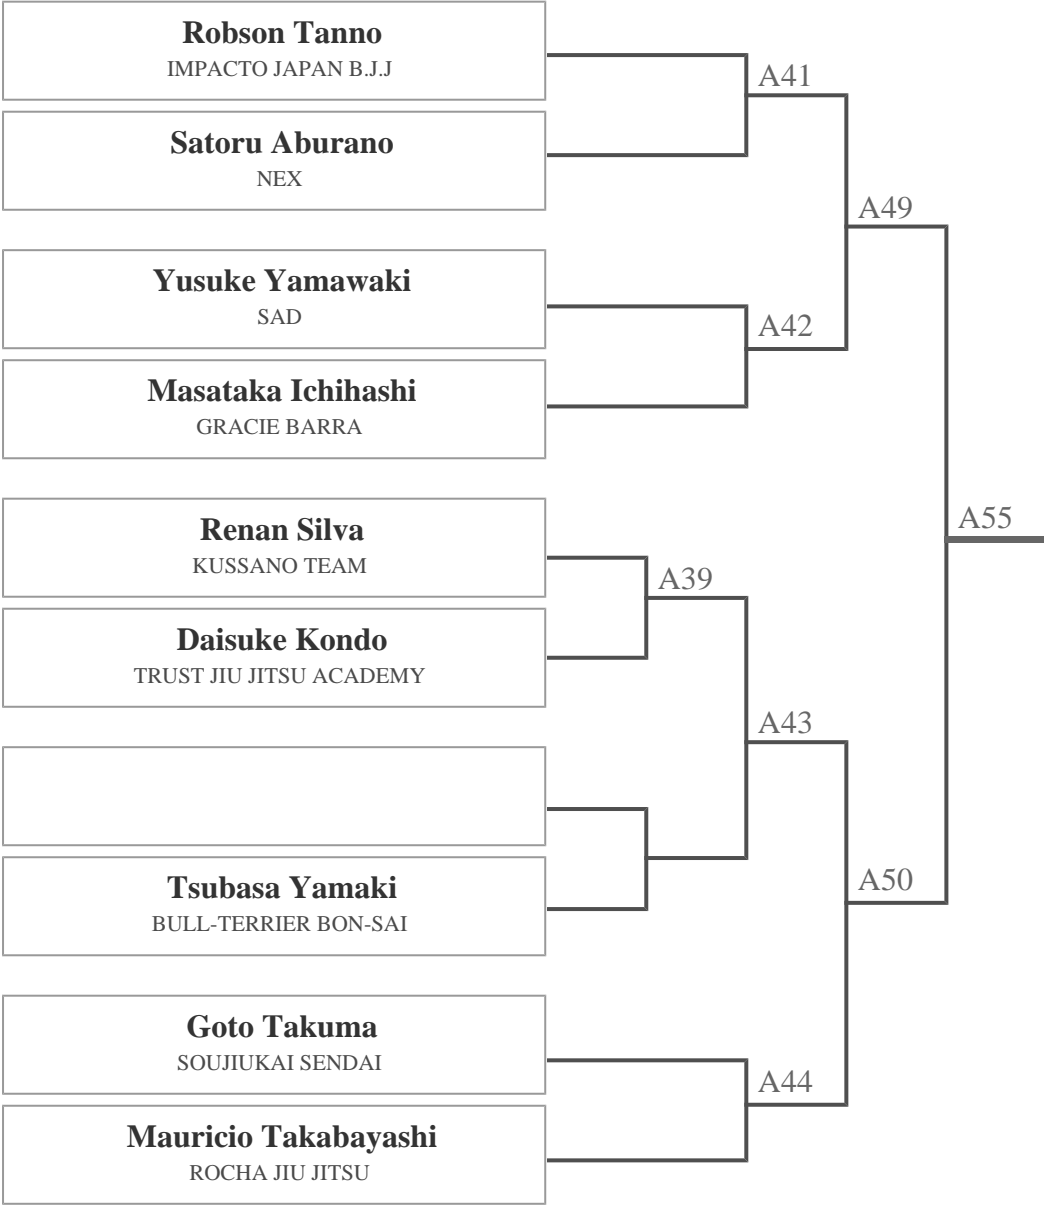 Robson Tanno
IMPACTO JAPAN B.J.J
A41
Satoru Aburano
NEX
A49
Yusuke Yamawaki
SAD
A42
Masataka Ichihashi
GRACIE BARRA
A55
Renan Silva
KUSSANO TEAM
A39
Daisuke Kondo
TRUST JIU JITSU ACADEMY
A43
Tsubasa Yamaki
BULL-TERRIER BON-SAI
A50
Goto Takuma
SOUJIUKAI SENDAI
A44
Mauricio Takabayashi
ROCHA JIU JITSU